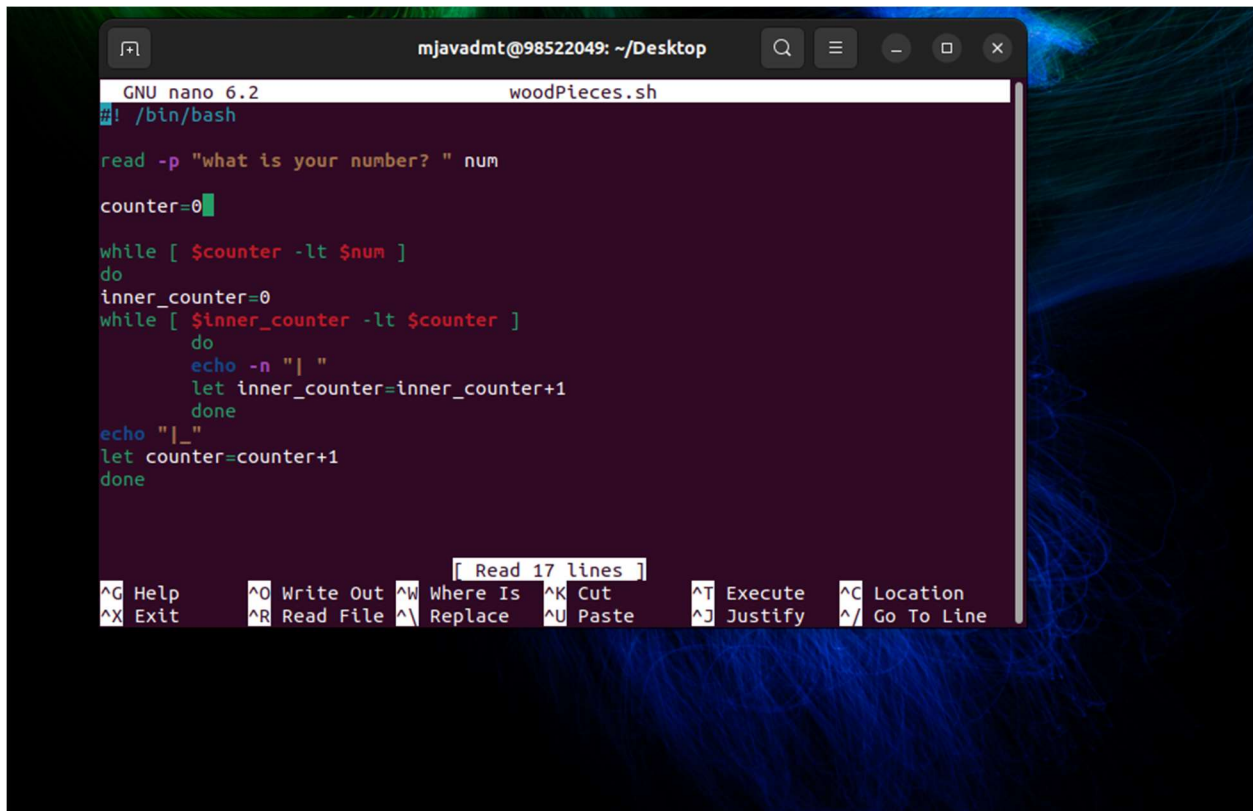 mjavadmt@98522049: ~/Desktop
GNU nano 6.2 woodPieces.sh
#! /bin/bash
read -p "what is your number? " num
counter=0
while [ $counter -lt $num ]
do
inner_counter=0
while [ $inner_counter -lt $counter ]
do
echo -n "| "
let inner_counter=inner_counter+1
done
echo "|_"
let counter=counter+1
done
[ Read 17 lines ]
^G Help ^O Write Out ^W Where Is ^K Cut ^T Execute ^C Location
^X Exit ^R Read File ^\ Replace ^U Paste ^J Justify ^/ Go To Line